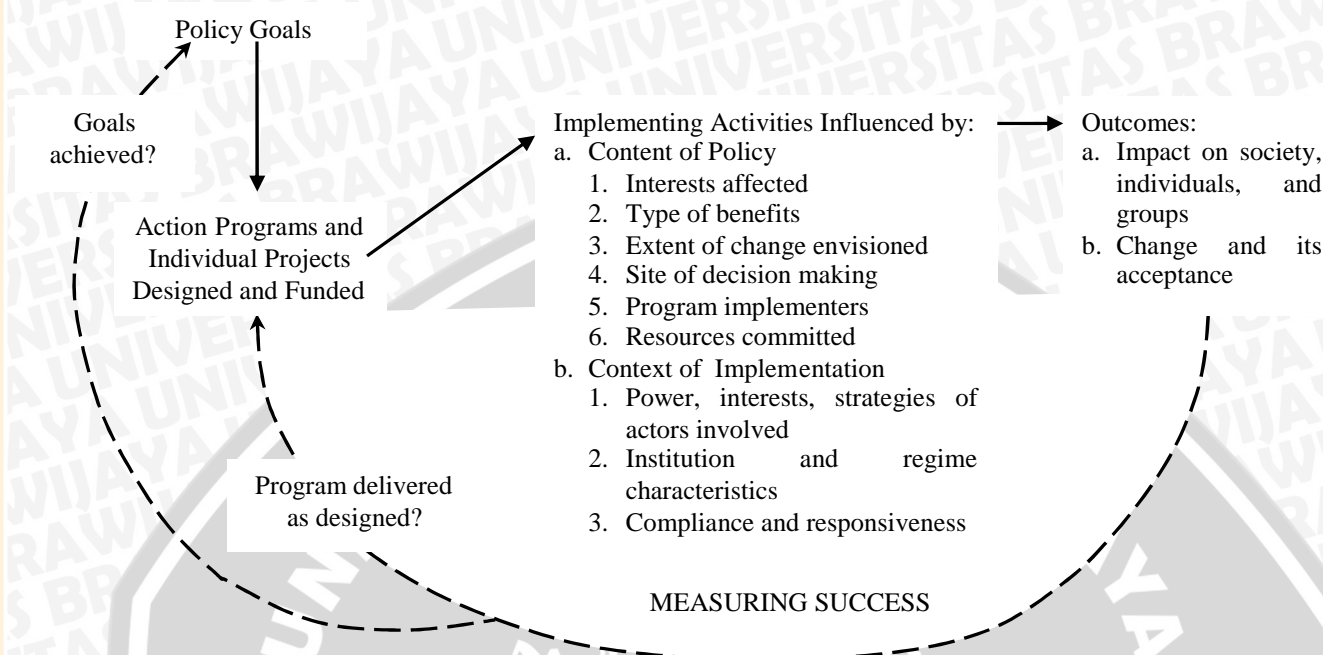 Policy Goals
Goals
achieved?
Action Programs and
Individual Projects
Designed and Funded
Program delivered
as designed?
Implementing Activities Influenced by:
a. Content of Policy
1. Interests affected
2. Type of benefits
3. Extent of change envisioned
4. Site of decision making
5. Program implementers
6. Resources committed
b. Context of Implementation
1. Power, interests, strategies of
actors involved
2. Institution and regime
characteristics
3. Compliance and responsiveness
Outcomes:
a. Impact on society,
individuals, and
groups
b. Change and its
acceptance
MEASURING SUCCESS